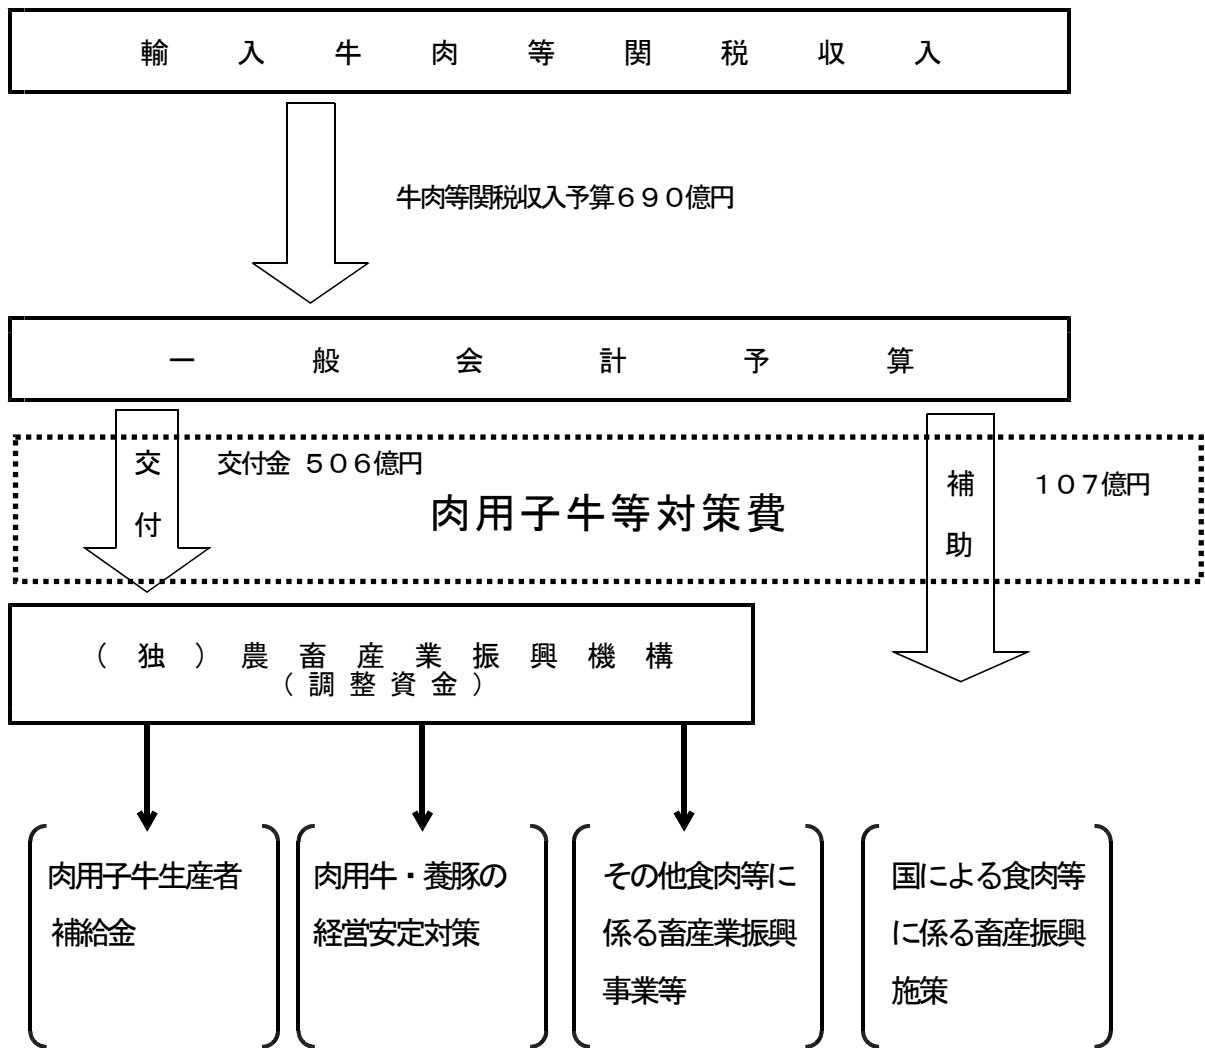 輸入牛肉等関税収入
牛肉等関税収入予算６９０億円
一般会計予算
交付
交付金 ５０６億円
肉用子牛等対策費
補助
１０７億円
（独）農畜産業振興機構
（調整資金）
肉用子牛生産者
補給金
肉用牛・養豚の
経営安定対策
その他食肉等に
係る畜産業振興
事業等
国による食肉等
に係る畜産振興
施策